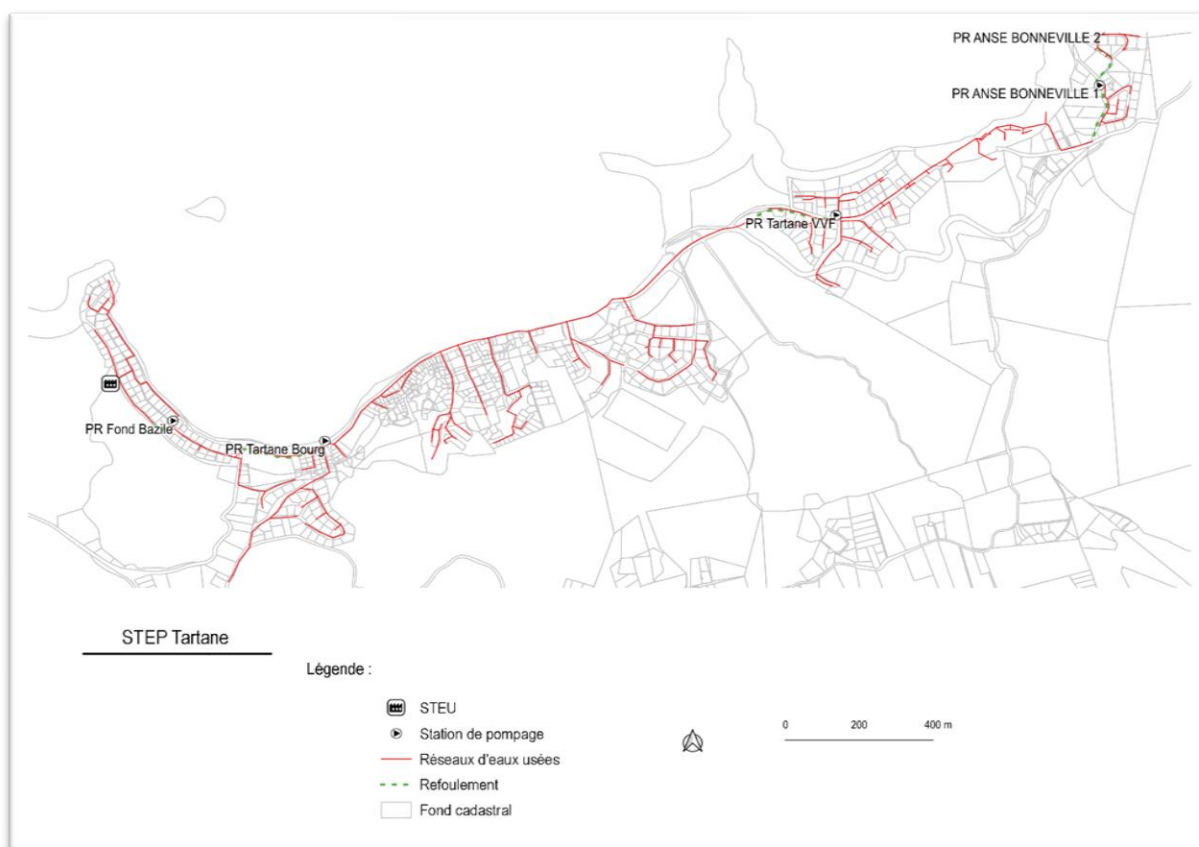 PR ANSE BONNEVILLE 2
PR ANSE BONNEVILLE 1
PR Tartane VVF
PR Fond Bazile
PR Tartane Bourg
STEP Tartane
Légende :
STEU
Station de pompage
Réseaux d'eaux usées
Refoulement
Fond cadastral
0 200 400 m